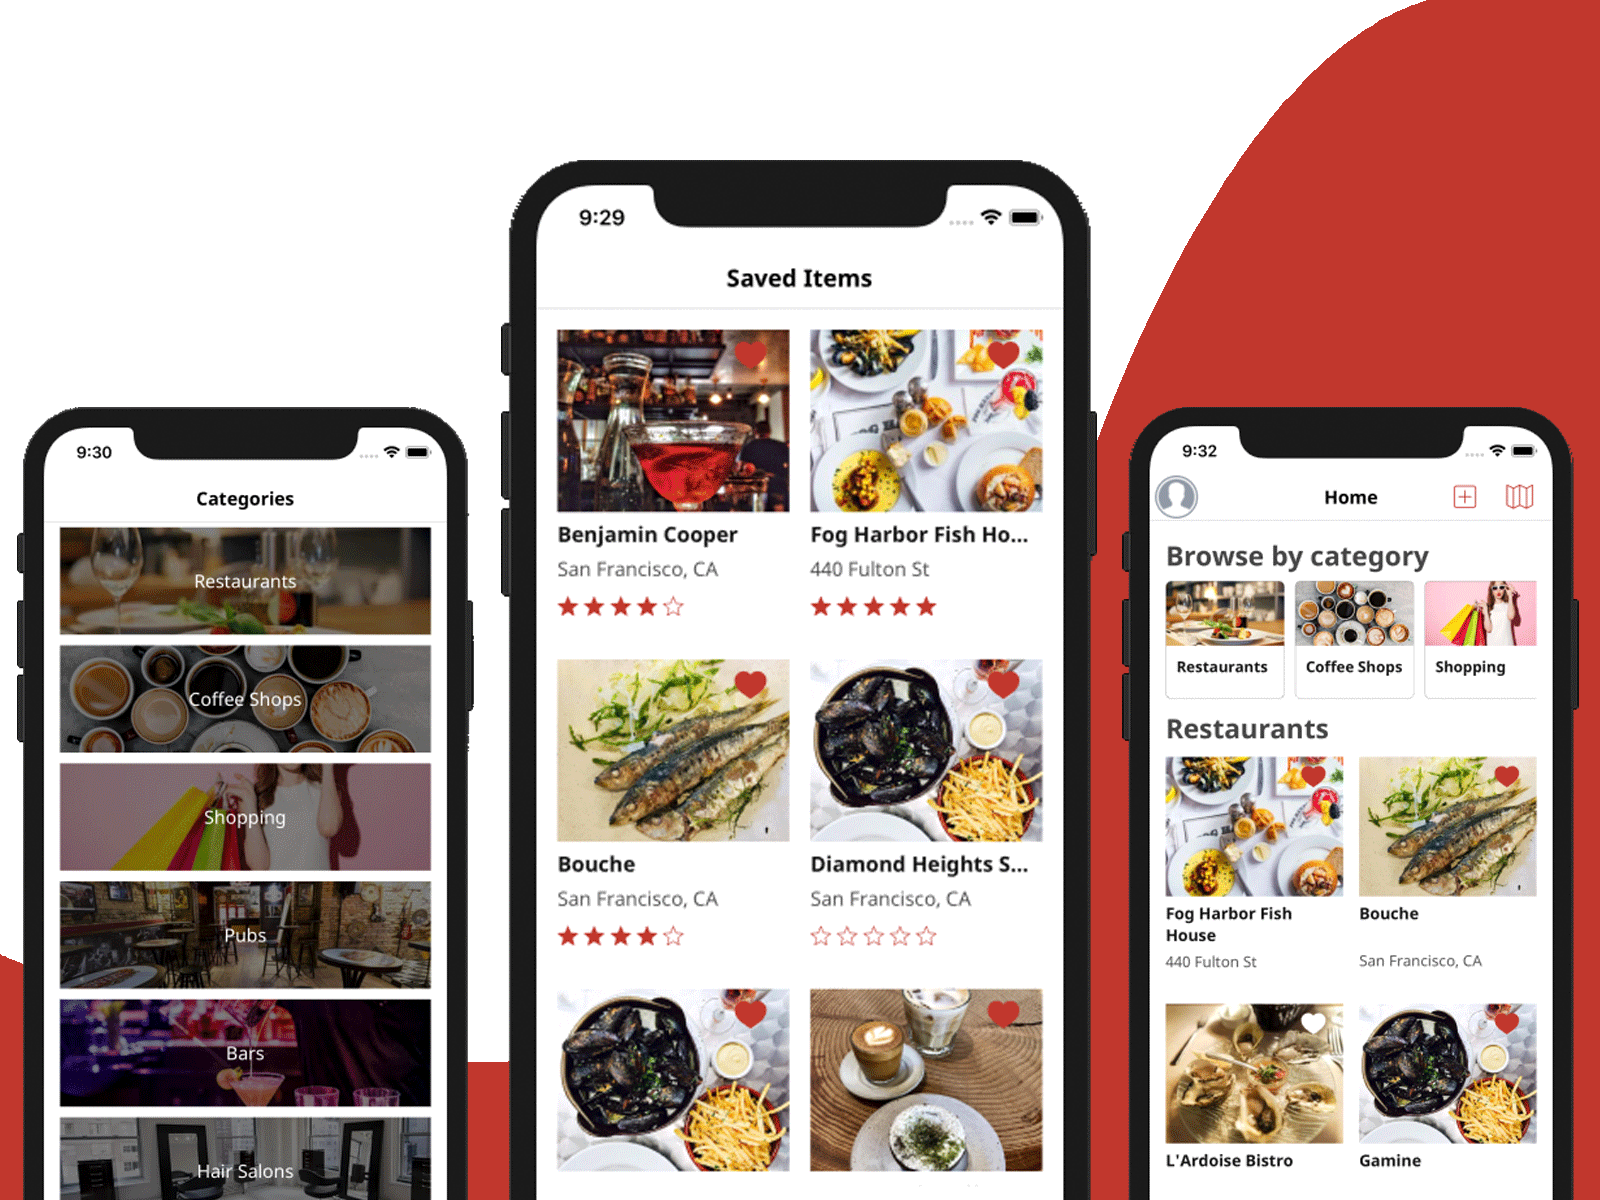 9:30
Categories
Restaurants
Coffee Shops
Shopping
Pubs
Bars
Hair Salons
9:29
Saved Items
Benjamin Cooper
San Francisco, CA
Fog Harbor Fish Ho...
440 Fulton St
Bouche
San Francisco, CA
Diamond Heights S...
San Francisco, CA
9:32
Home
Browse by category
Restaurants
Coffee Shops
Shopping
Restaurants
Fog Harbor Fish
House
440 Fulton St
Bouche
San Francisco, CA
L'Ardoise Bistro
Gamine